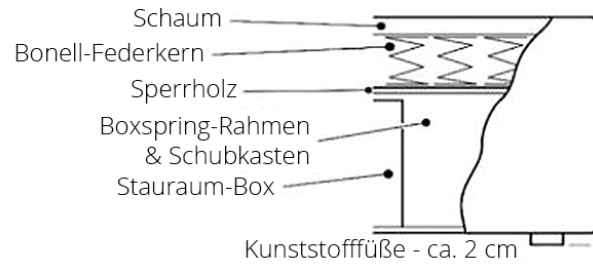 Schaum
Bonell-Federkern
Sperrholz
Boxspring-Rahmen
& Schubkasten
Stauraum-Box
Kunststofffüße - ca. 2 cm